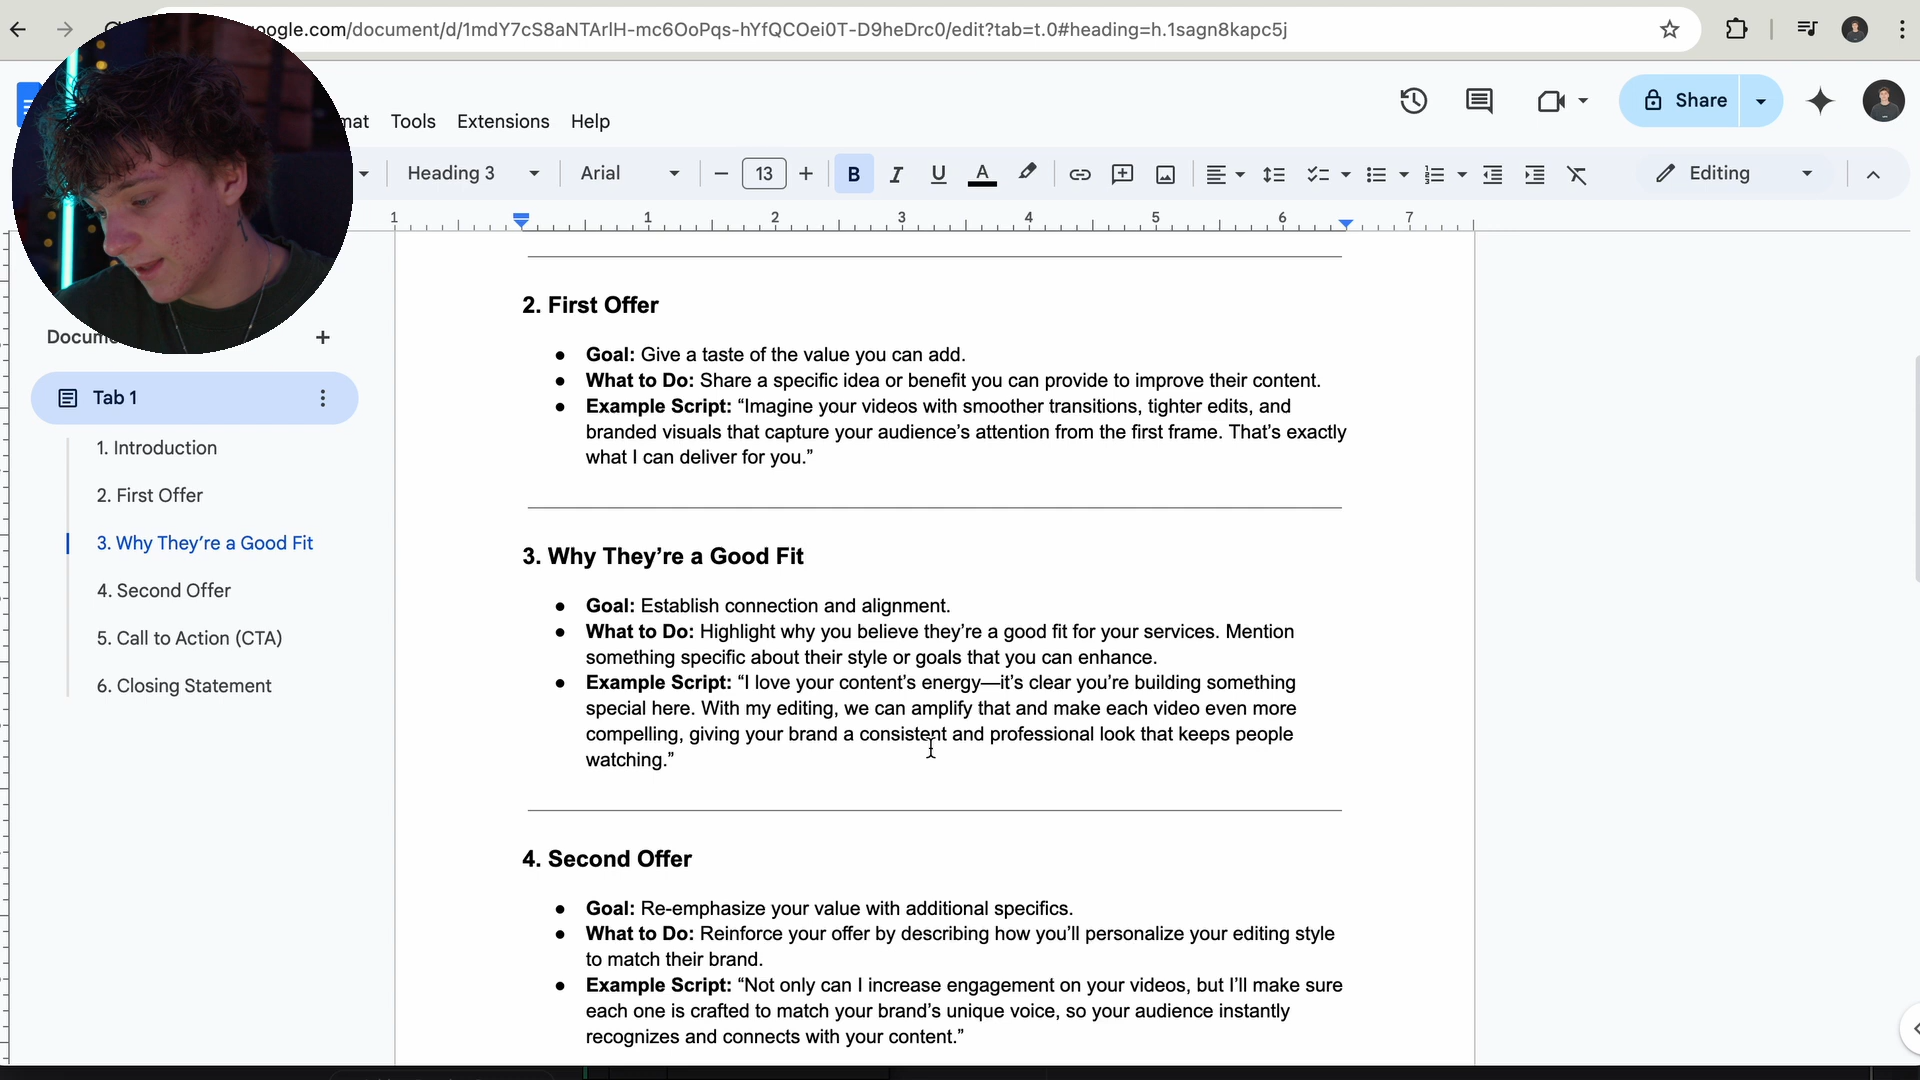 oogle.com/document/d/1mdY7cS8aNTArlH-mc6OoPqs-hYfQCOei0T-D9heDrc0/edit?tab=t.0#heading=h.1sagn8kapc5j
mat Tools Extensions Help
Share
Heading 3 Arial 13 Editing
1 1 2 3 4 5 6 7
Tab 1
1. Introduction
2. First Offer
3. Why They’re a Good Fit
4. Second Offer
5. Call to Action (CTA)
6. Closing Statement
2. First Offer
● Goal: Give a taste of the value you can add.
● What to Do: Share a specific idea or benefit you can provide to improve their content.
● Example Script: “Imagine your videos with smoother transitions, tighter edits, and
branded visuals that capture your audience’s attention from the first frame. That’s exactly
what I can deliver for you.”
3. Why They’re a Good Fit
● Goal: Establish connection and alignment.
● What to Do: Highlight why you believe they’re a good fit for your services. Mention
something specific about their style or goals that you can enhance.
● Example Script: “I love your content’s energy—it’s clear you’re building something
special here. With my editing, we can amplify that and make each video even more
compelling, giving your brand a consistent and professional look that keeps people
watching.”
4. Second Offer
● Goal: Re-emphasize your value with additional specifics.
● What to Do: Reinforce your offer by describing how you’ll personalize your editing style
to match their brand.
● Example Script: “Not only can I increase engagement on your videos, but I’ll make sure
each one is crafted to match your brand’s unique voice, so your audience instantly
recognizes and connects with your content.”